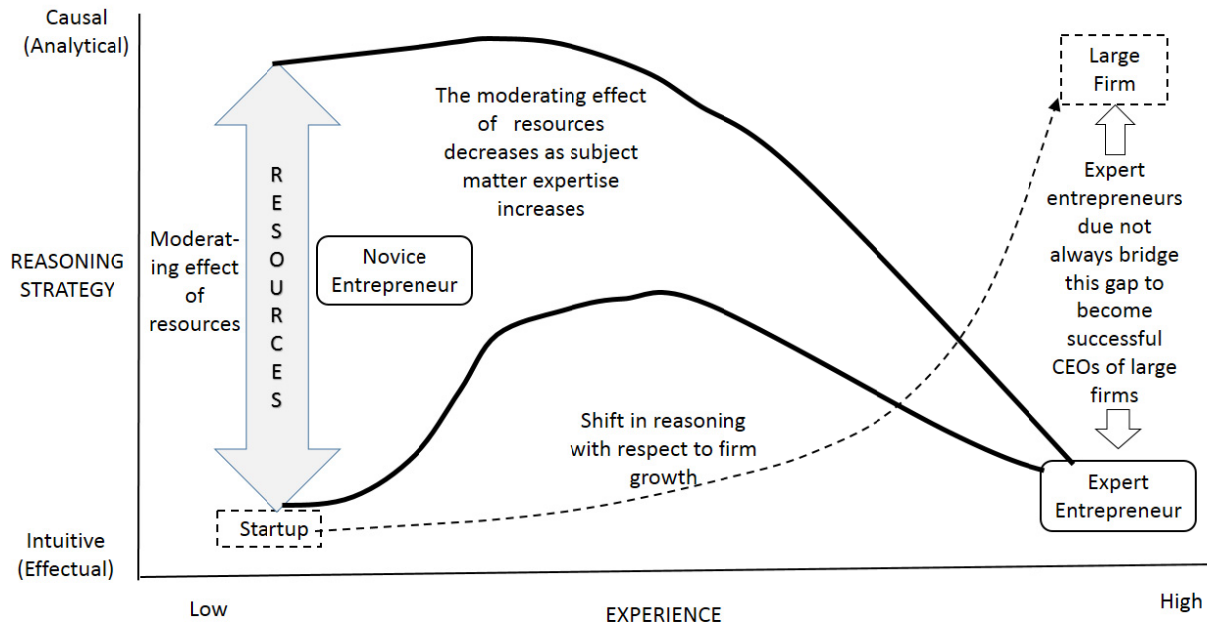 Causal
(Analytical)
REASONING
STRATEGY
Intuitive
(Effectual)
Moderat-
ing effect
of
resources
R
E
S
O
U
R
C
E
S
Startup
Novice
Entrepreneur
The moderating effect
of resources
decreases as subject
matter expertise
increases
Shift in reasoning
with respect to firm
growth
Large
Firm
Expert
entrepreneurs
due not
always bridge
this gap to
become
successful
CEOs of large
firms
Expert
Entrepreneur
Low
EXPERIENCE
High